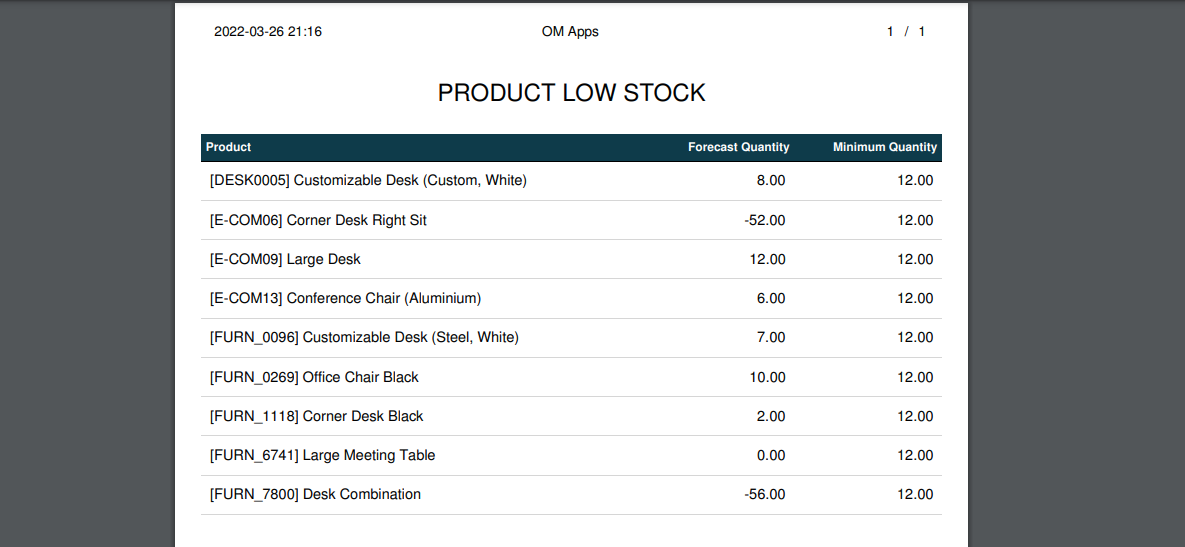 2022-03-26 21:16 OM Apps 1 / 1
PRODUCT LOW STOCK
Product Forecast Quantity Minimum Quantity
[DESK0005] Customizable Desk (Custom, White) 8.00 12.00
[E-COM06] Corner Desk Right Sit -52.00 12.00
[E-COM09] Large Desk 12.00 12.00
[E-COM13] Conference Chair (Aluminium) 6.00 12.00
[FURN_0096] Customizable Desk (Steel, White) 7.00 12.00
[FURN_0269] Office Chair Black 10.00 12.00
[FURN_1118] Corner Desk Black 2.00 12.00
[FURN_6741] Large Meeting Table 0.00 12.00
[FURN_7800] Desk Combination -56.00 12.00